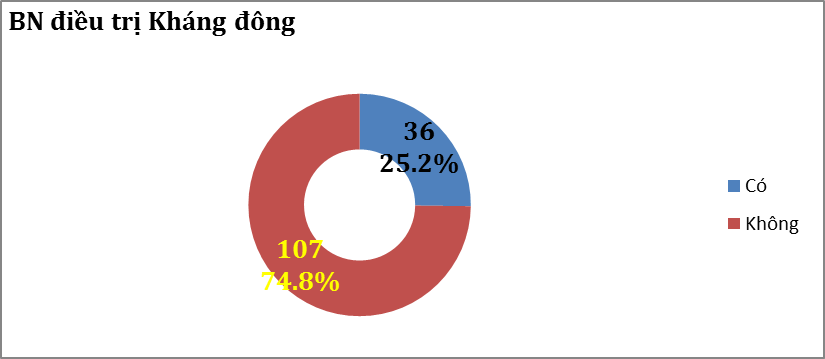 BN điều trị Kháng đông
36
25.2%
107
74.8%
Có
Không